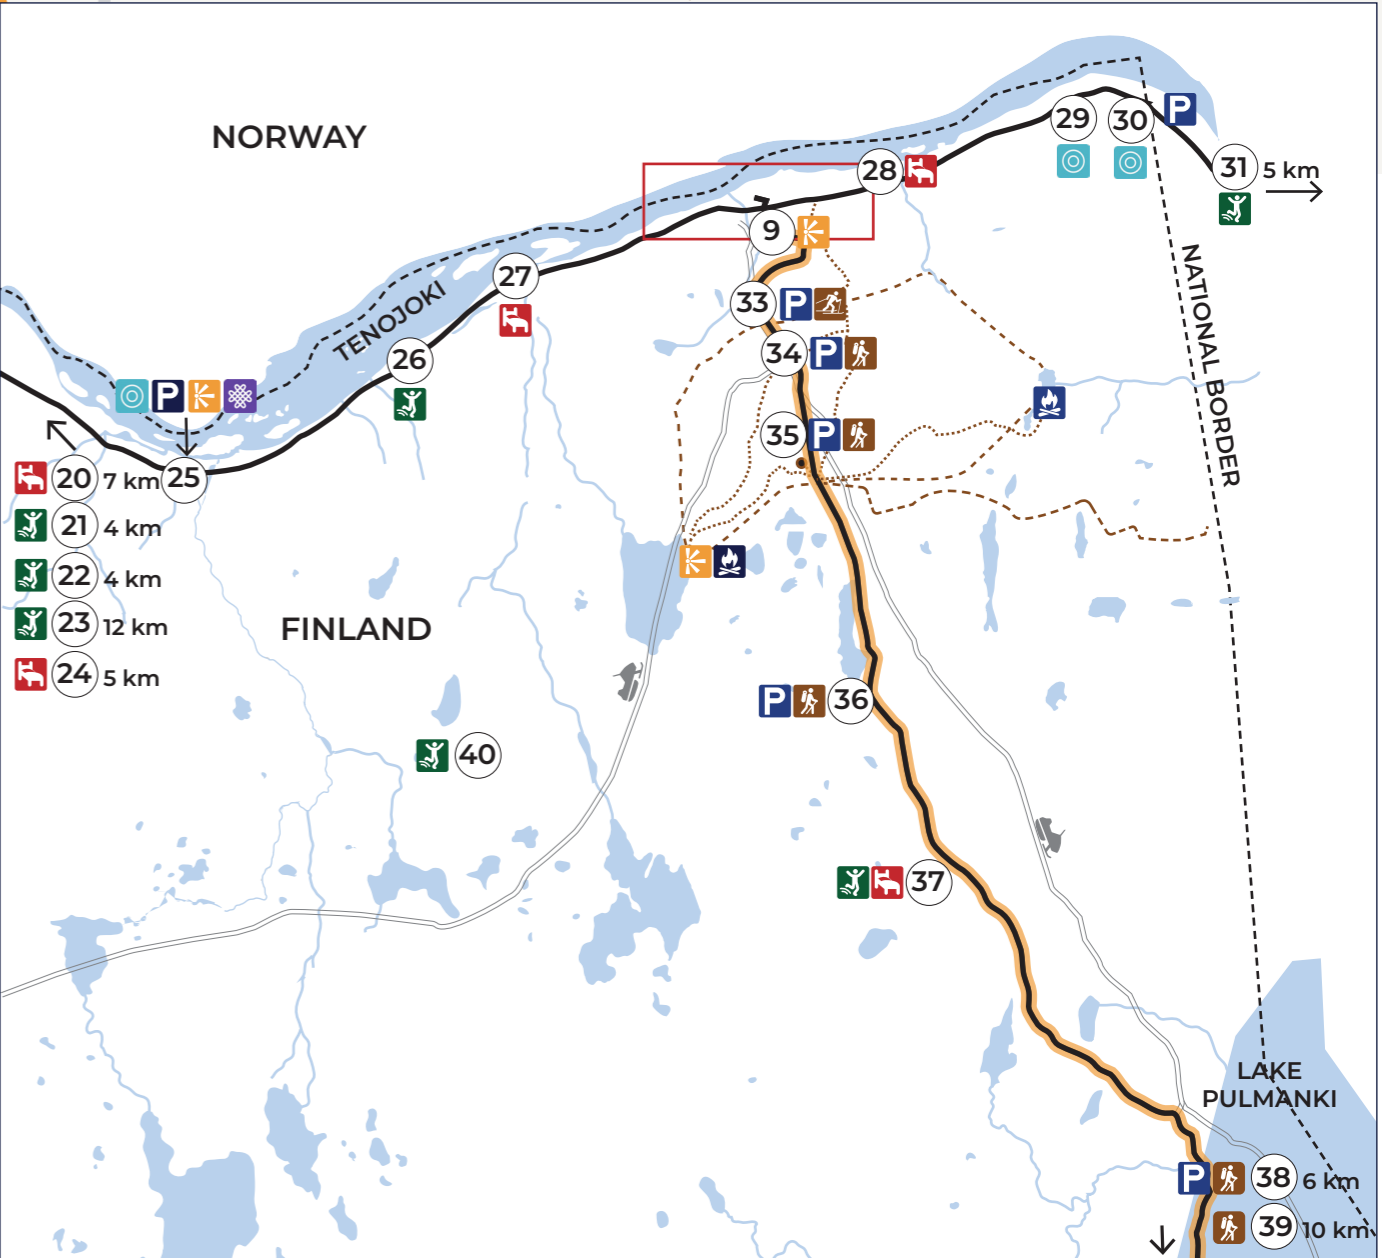 NORWAY
P
29
30
28
31 5 km
9
NATIONAL BORDER
27
TENOJOKI
33 P
26
34 P
P
35 P
20 7 km
25
21 4 km
22 4 km
23 12 km
24 5 km
FINLAND
P 36
40
37
LAKE
PULMANKI
P 38 6 km
39 10 km